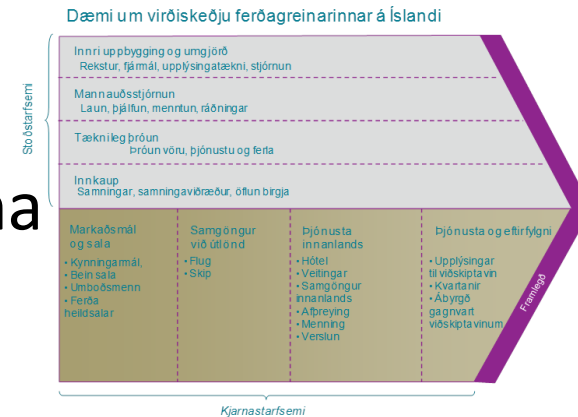 Dæmi um virðiskeðju ferðagreinarinnar á Íslandi
Stoðstarfsemi
Innri uppbygging og umgjörð
Rekstur, fjármál, upplýsingatækni, stjórnun
Mannauðsstjórnun
Laun, þjálfun, menntun, ráðningar
Tæknileg þróun
Þróun vöru, þjónustu og ferla
Innkaup
Samningar, samningaviðræður, öflun birgja
Markaðsmál
og sala
• Kynningarmál,
• Bein sala
• Umboðsmenn
• Ferða
heildsalar
Samgöngur
við útlönd
• Flug
• Skip
Þjónusta
innanlands
• Hótel
• Veitingar
• Samgöngur
innanlands
• Afþreying
• Menning
• Verslun
Þjónusta og eftirfylgni
• Upplýsingar
til viðskiptavin
• Kvartanir
• Ábyrgð
gagnvart
viðskiptavinum
Framlegð
Kjarnastarfsemi